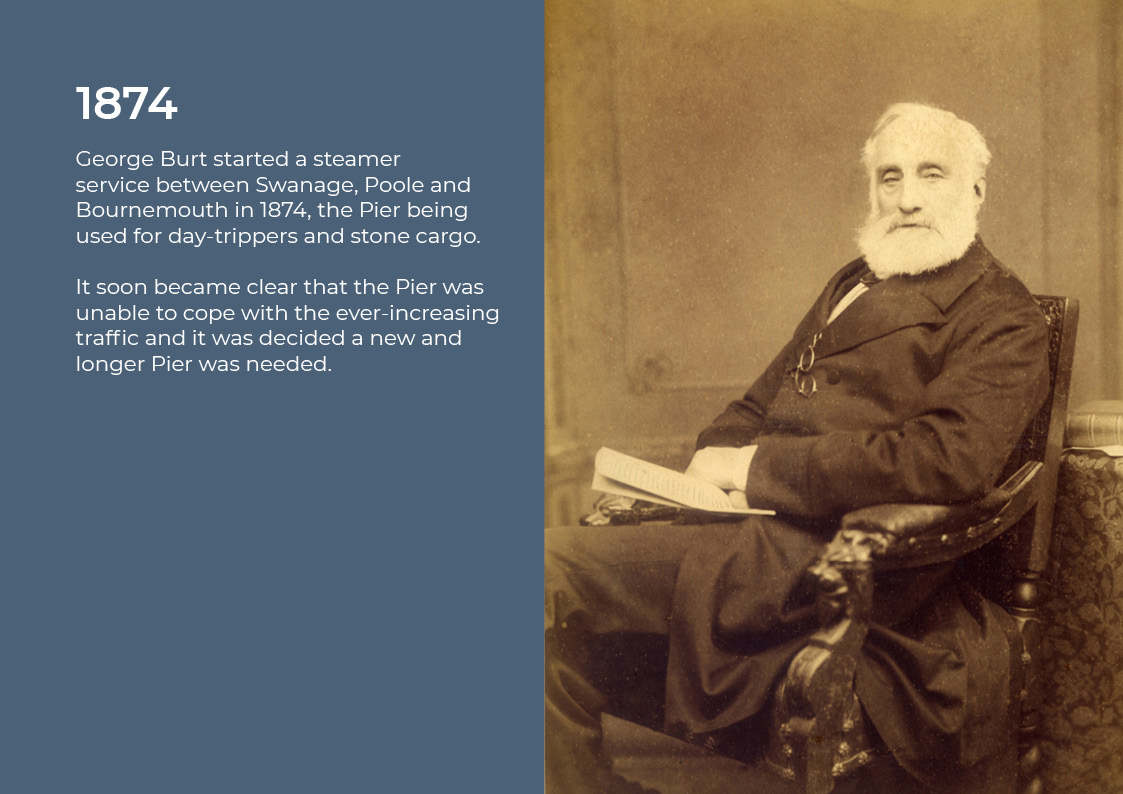 1874
George Burt started a steamer
service between Swanage, Poole and
Bournemouth in 1874, the Pier being
used for day-trippers and stone cargo.
It soon became clear that the Pier was
unable to cope with the ever-increasing
traffic and it was decided a new and
longer Pier was needed.